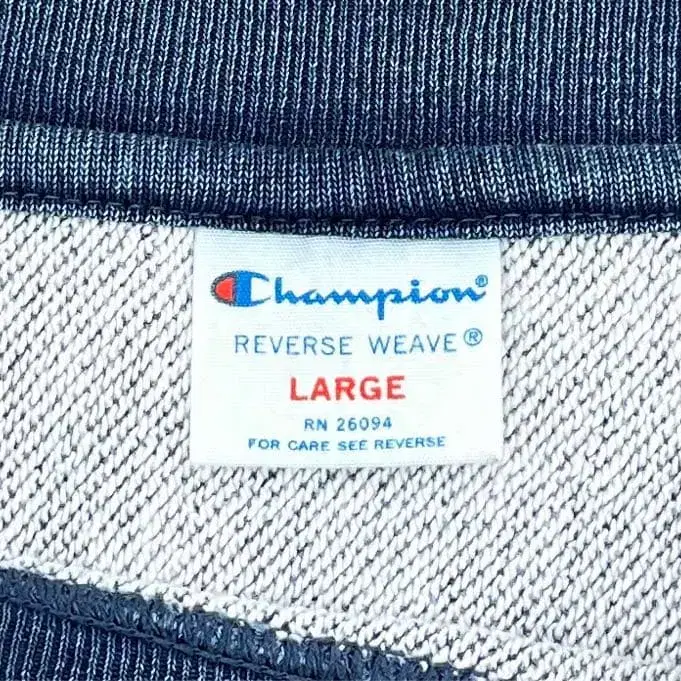 Champion®
REVERSE WEAVE®
LARGE
RN 26094
FOR CARE SEE REVERSE